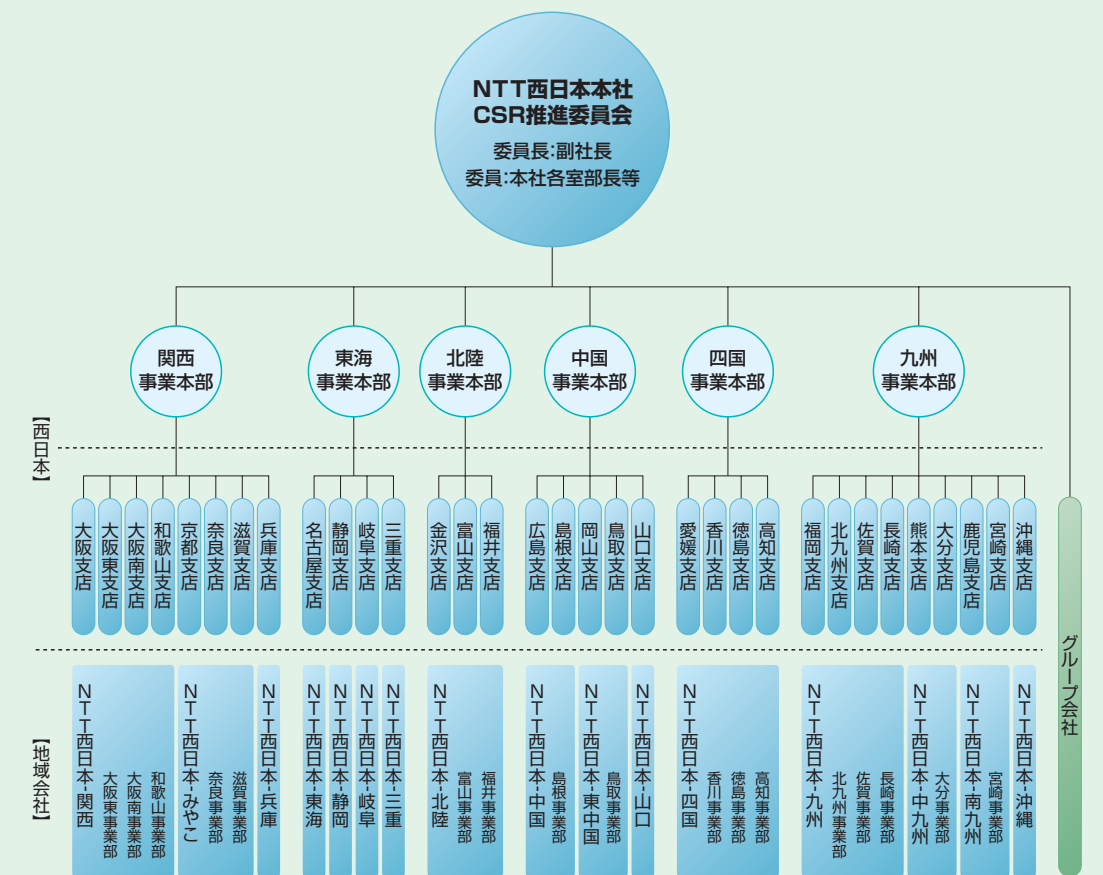 NTT西日本本社
CSR推進委員会
委員長:副社長
委員:本社各室部長等
関西
事業本部
東海
事業本部
北陸
事業本部
中国
事業本部
四国
事業本部
九州
事業本部
【西日本】
大阪支店
大阪東支店
大阪南支店
和歌山支店
京都支店
奈良支店
滋賀支店
兵庫支店
名古屋支店
静岡支店
岐阜支店
三重支店
金沢支店
富山支店
福井支店
広島支店
島根支店
岡山支店
鳥取支店
山口支店
愛媛支店
香川支店
徳島支店
高知支店
福岡支店
北九州支店
佐賀支店
長崎支店
熊本支店
大分支店
鹿児島支店
宮崎支店
沖縄支店
グループ会社
【地域会社】
NTT西日本-関西
大阪東事業部
大阪南事業部
和歌山事業部
NTT西日本-みやこ
奈良事業部
滋賀事業部
NTT西日本-兵庫
NTT西日本-東海
NTT西日本-静岡
NTT西日本-岐阜
NTT西日本-三重
NTT西日本-北陸
富山事業部
福井事業部
NTT西日本-中国
島根事業部
NTT西日本-東中国
鳥取事業部
NTT西日本-山口
NTT西日本-四国
香川事業部
徳島事業部
高知事業部
NTT西日本-九州
北九州事業部
佐賀事業部
長崎事業部
NTT西日本-中九州
大分事業部
NTT西日本-南九州
宮崎事業部
NTT西日本-沖縄